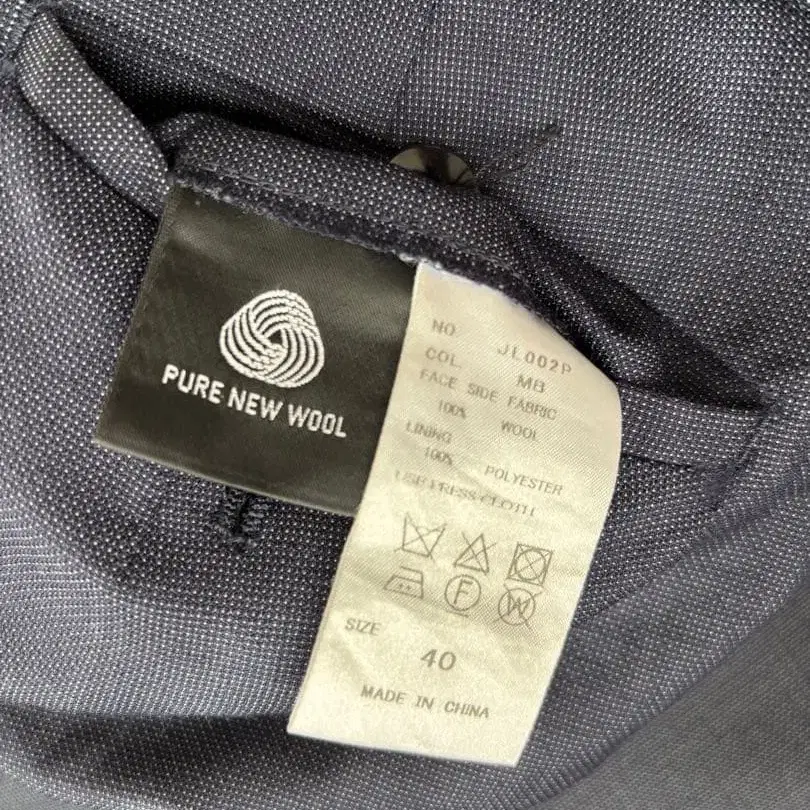 PURE NEW WOOL
NO JL002P
COL. MB
FACE SIDE FABRIC
100% WOOL
LINING
100% POLYESTER
USE PRESS-CLOTH
F W
SIZE
40
MADE IN CHINA